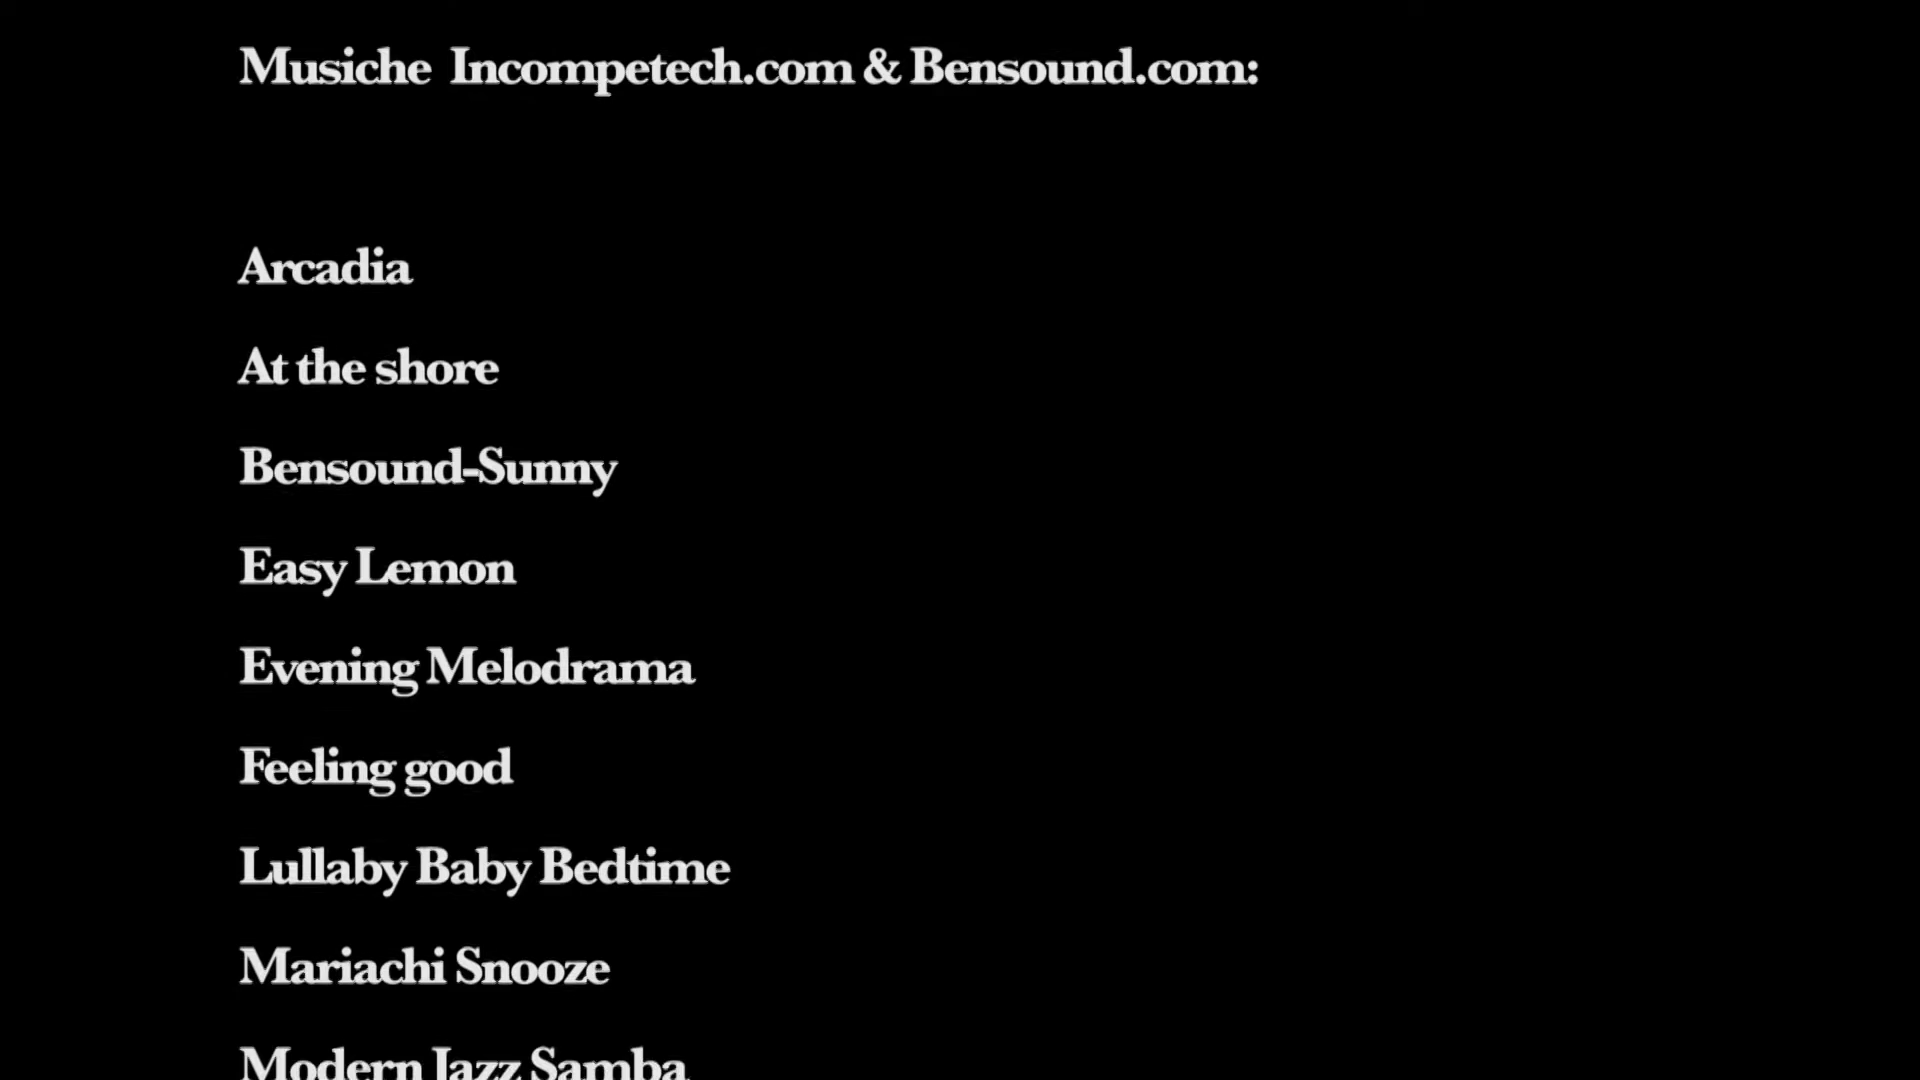 Musiche  Incompetech.com & Bensound.com:
Arcadia
At the shore
Bensound-Sunny
Easy Lemon
Evening Melodrama
Feeling good
Lullaby Baby Bedtime
Mariachi Snooze
Modern Jazz Samba